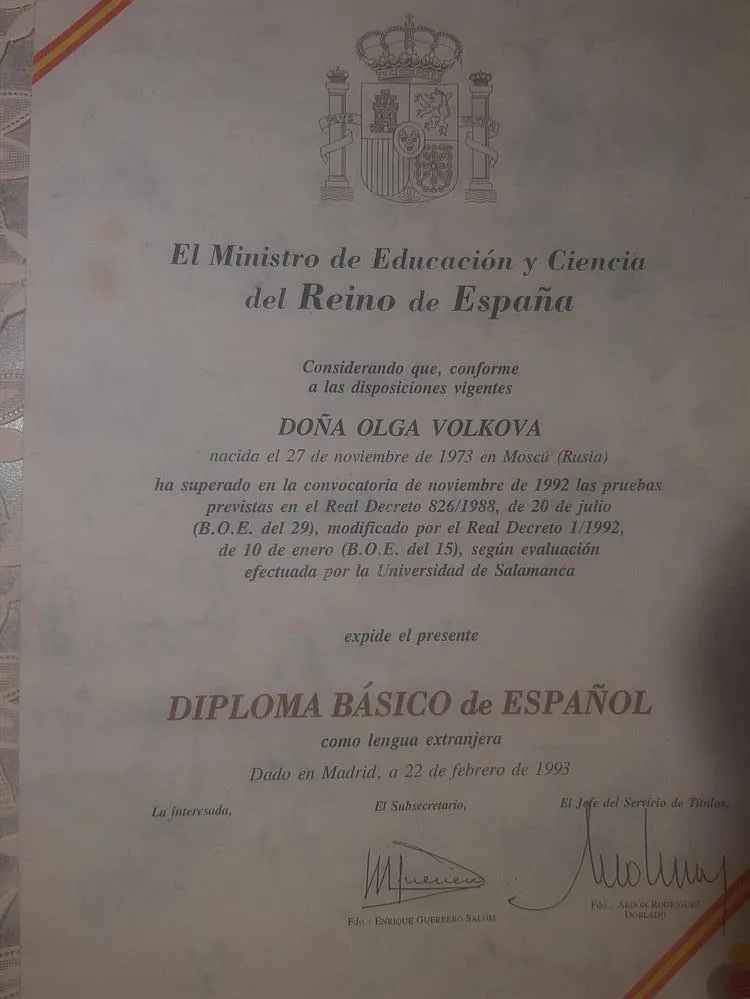 El Ministro de Educación y Ciencia
del Reino de España
Considerando que, conforme
a las disposiciones vigentes
DOÑA OLGA VOLKOVA
nacida el 27 de noviembre de 1973 en Moscú (Rusia)
ha superado en la convocatoria de noviembre de 1992 las pruebas
previstas en el Real Decreto 826/1988, de 20 de julio
(B.O.E. del 29), modificado por el Real Decreto 1/1992,
de 10 de enero (B.O.E. del 15), según evaluación
efectuada por la Universidad de Salamanca
expide el presente
DIPLOMA BÁSICO de ESPAÑOL
como lengua extranjera
Dado en Madrid, a 22 de febrero de 1993
La interesada,
El Subsecretario,
El Jefe del Servicio de Títulos,
Fdo.: ENRIQUE GUERRERO SALOM
Fdo.: ABDÓN RODRÍGUEZ
DOBLADO